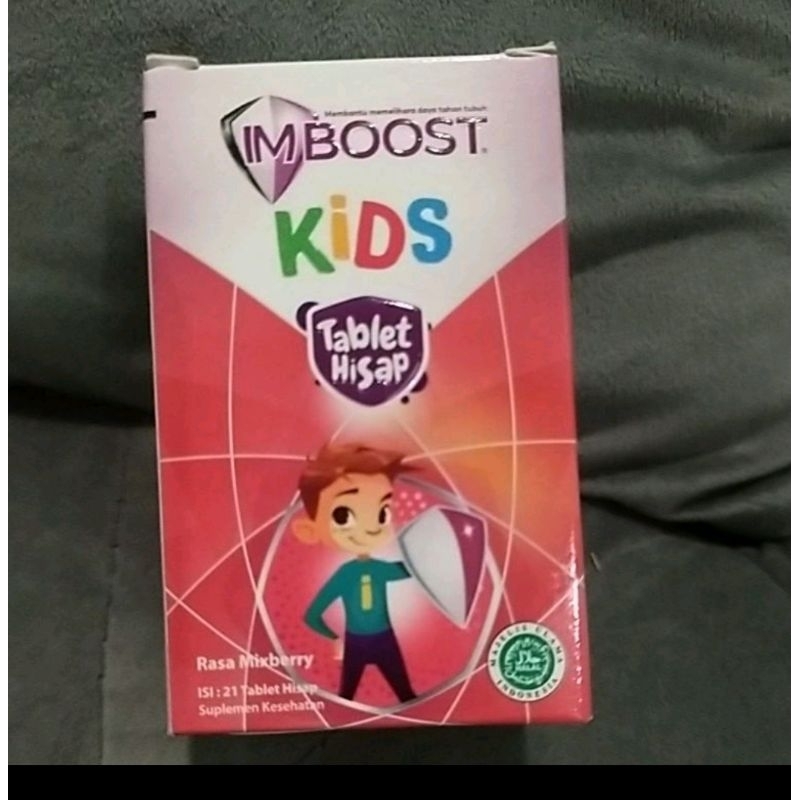 Membantu memelihara daya tahan tubuh
IMBOOST
KiDS
Tablet
Hisap
i
Rasa Mixberry
ISI : 21 Tablet Hisap
Suplemen Kesehatan
MAJELIS ULAMA
HALAL
INDONESIA